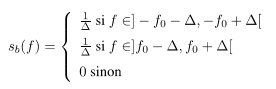 s_b(f) = { 1/Δ si f ∈] − f_0 − Δ, −f_0 + Δ[
1/Δ si f ∈]f_0 − Δ, f_0 + Δ[
0 sinon